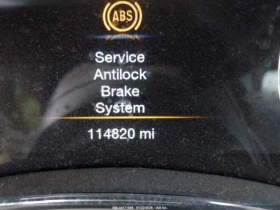 ABS
Service
Antilock
Brake
System
114820 mi